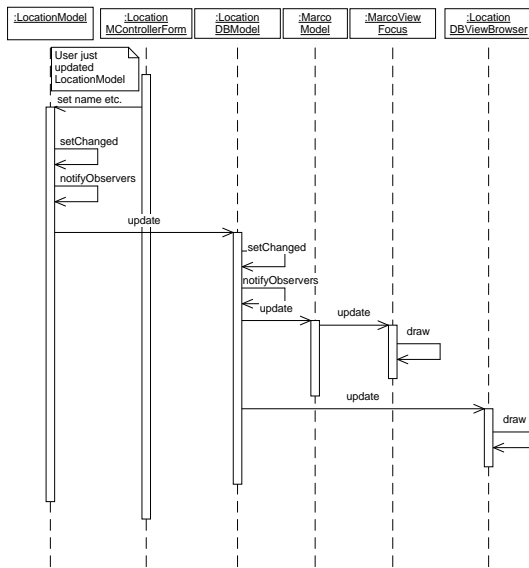 :LocationModel
:Location
MControllerForm
:Location
DBModel
:Marco
Model
:MarcoView
Focus
:Location
DBViewBrowser
User just
updated
LocationModel
set name etc.
setChanged
notifyObservers
update
setChanged
notifyObservers
update
update
draw
update
draw